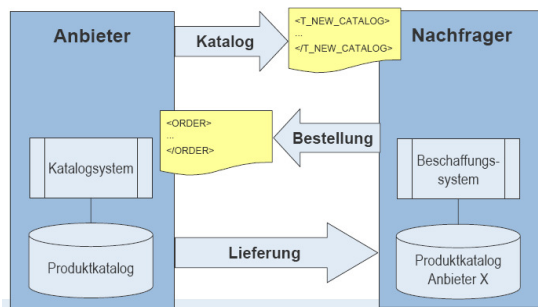 Anbieter
Katalog
<T_NEW_CATALOG>
...
</T_NEW_CATALOG>
Nachfrager
<ORDER>
...
</ORDER>
Bestellung
Katalogsystem
Beschaffungs-
system
Lieferung
Produktkatalog
Produktkatalog
Anbieter X